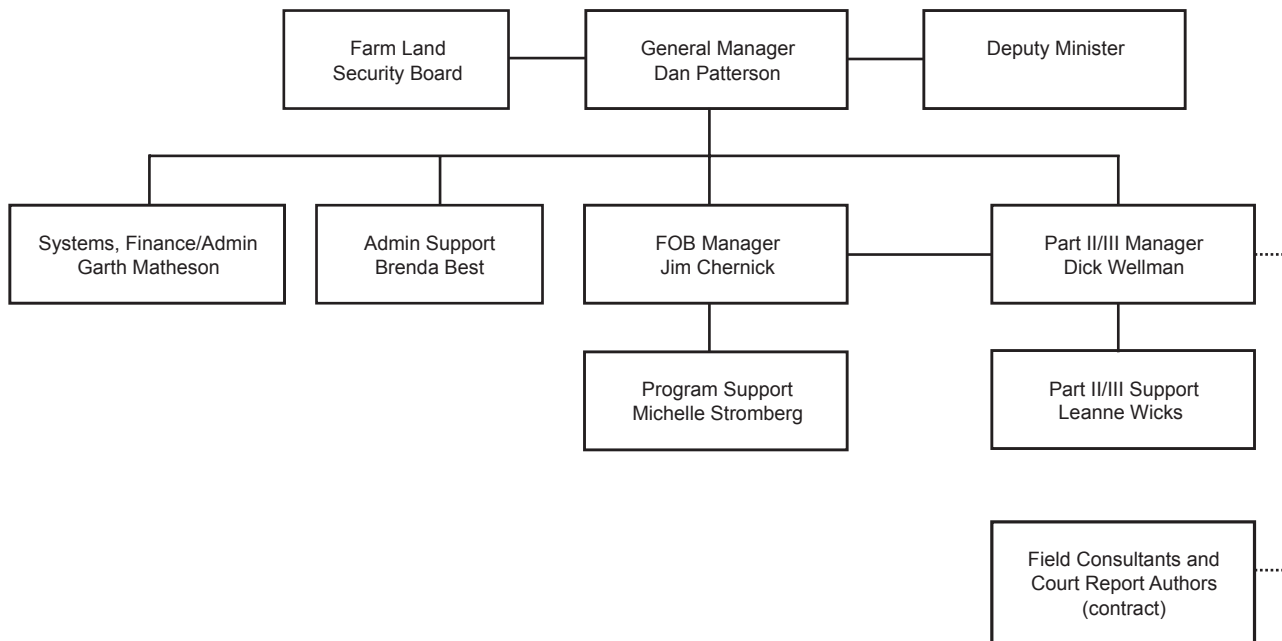 Farm Land
Security Board
General Manager
Dan Patterson
Deputy Minister
Systems, Finance/Admin
Garth Matheson
Admin Support
Brenda Best
FOB Manager
Jim Chernick
Part II/III Manager
Dick Wellman
Program Support
Michelle Stromberg
Part II/III Support
Leanne Wicks
Field Consultants and
Court Report Authors
(contract)